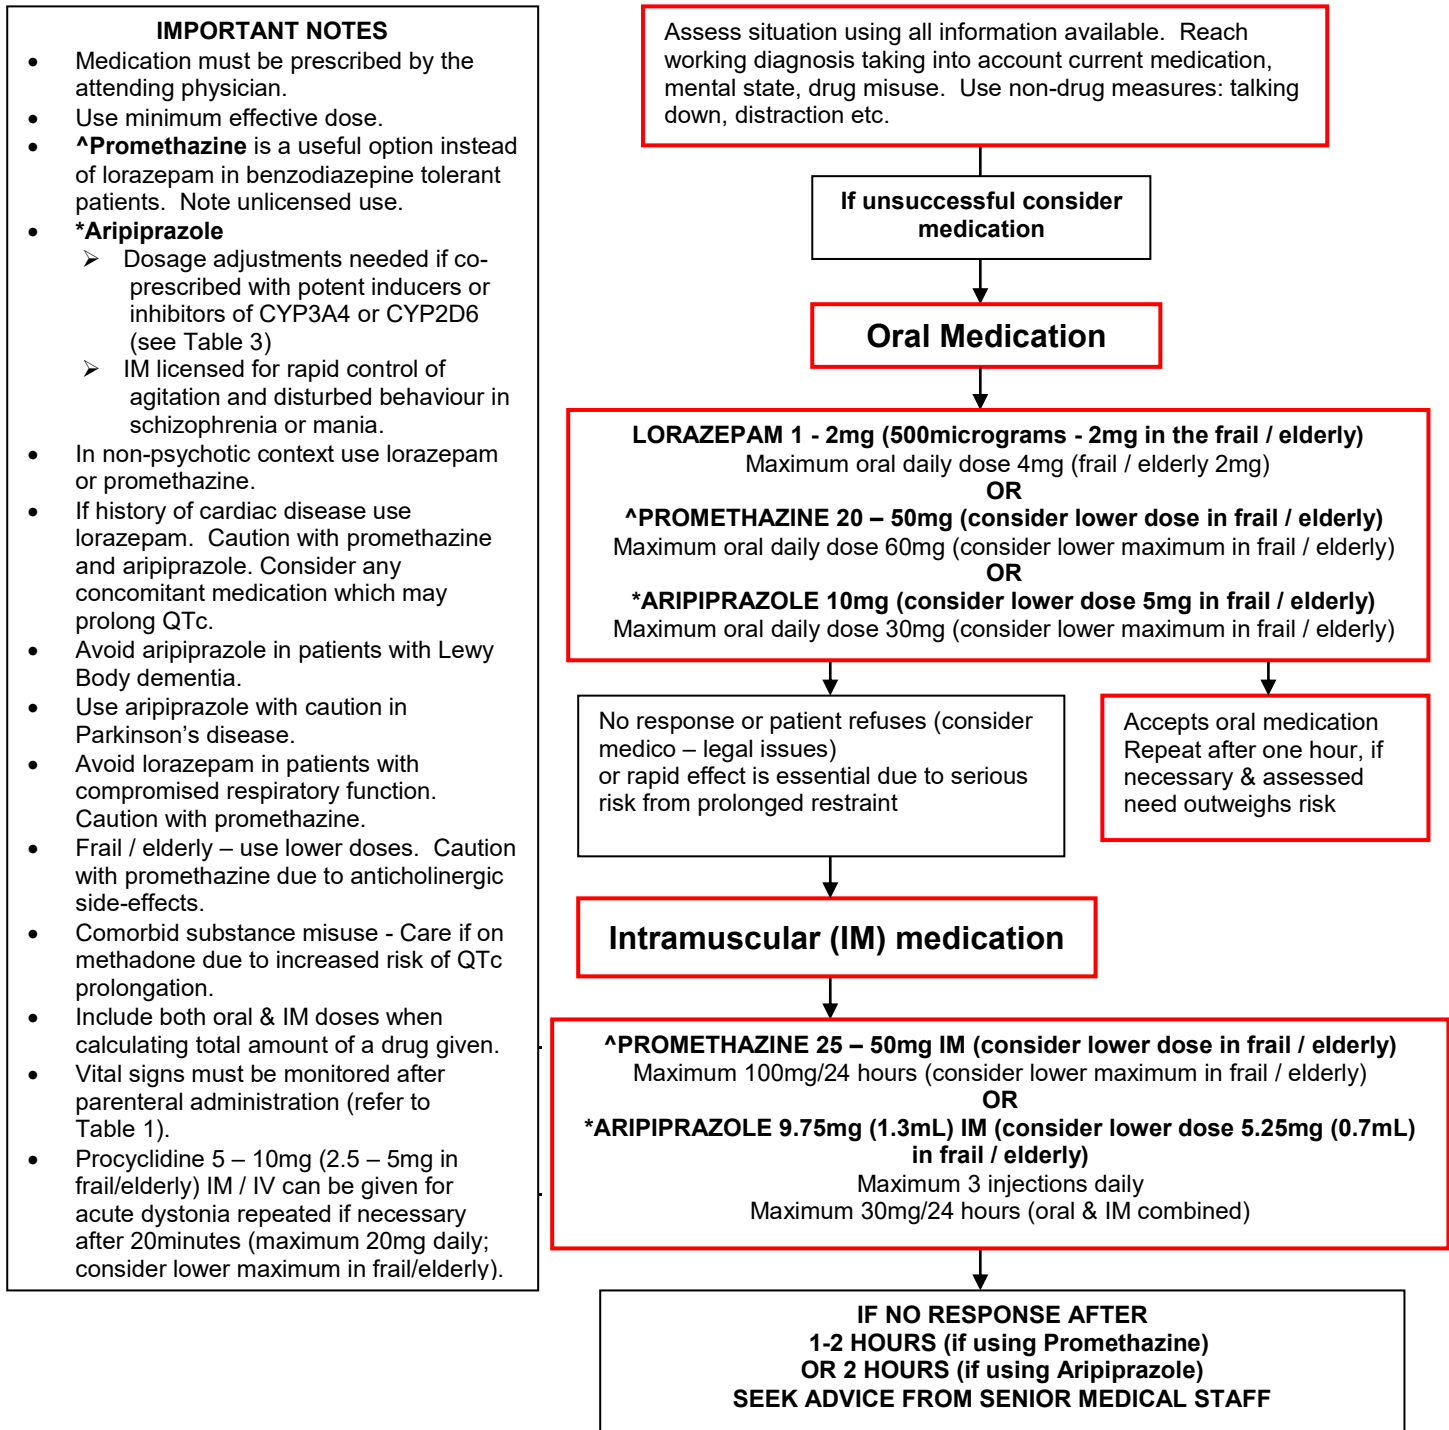 IMPORTANT NOTES
• Medication must be prescribed by the
attending physician.
• Use minimum effective dose.
• ^Promethazine is a useful option instead
of lorazepam in benzodiazepine tolerant
patients. Note unlicensed use.
• *Aripiprazole
➢ Dosage adjustments needed if co-
prescribed with potent inducers or
inhibitors of CYP3A4 or CYP2D6
(see Table 3)
➢ IM licensed for rapid control of
agitation and disturbed behaviour in
schizophrenia or mania.
• In non-psychotic context use lorazepam
or promethazine.
• If history of cardiac disease use
lorazepam. Caution with promethazine
and aripiprazole. Consider any
concomitant medication which may
prolong QTc.
• Avoid aripiprazole in patients with Lewy
Body dementia.
• Use aripiprazole with caution in
Parkinson’s disease.
• Avoid lorazepam in patients with
compromised respiratory function.
Caution with promethazine.
• Frail / elderly – use lower doses. Caution
with promethazine due to anticholinergic
side-effects.
• Comorbid substance misuse - Care if on
methadone due to increased risk of QTc
prolongation.
• Include both oral & IM doses when
calculating total amount of a drug given.
• Vital signs must be monitored after
parenteral administration (refer to
Table 1).
• Procyclidine 5 – 10mg (2.5 – 5mg in
frail/elderly) IM / IV can be given for
acute dystonia repeated if necessary
after 20minutes (maximum 20mg daily;
consider lower maximum in frail/elderly).
Assess situation using all information available. Reach
working diagnosis taking into account current medication,
mental state, drug misuse. Use non-drug measures: talking
down, distraction etc.
If unsuccessful consider
medication
Oral Medication
LORAZEPAM 1 - 2mg (500micrograms - 2mg in the frail / elderly)
Maximum oral daily dose 4mg (frail / elderly 2mg)
OR
^PROMETHAZINE 20 – 50mg (consider lower dose in frail / elderly)
Maximum oral daily dose 60mg (consider lower maximum in frail / elderly)
OR
*ARIPIPRAZOLE 10mg (consider lower dose 5mg in frail / elderly)
Maximum oral daily dose 30mg (consider lower maximum in frail / elderly)
No response or patient refuses (consider
medico – legal issues)
or rapid effect is essential due to serious
risk from prolonged restraint
Accepts oral medication
Repeat after one hour, if
necessary & assessed
need outweighs risk
Intramuscular (IM) medication
^PROMETHAZINE 25 – 50mg IM (consider lower dose in frail / elderly)
Maximum 100mg/24 hours (consider lower maximum in frail / elderly)
OR
*ARIPIPRAZOLE 9.75mg (1.3mL) IM (consider lower dose 5.25mg (0.7mL)
in frail / elderly)
Maximum 3 injections daily
Maximum 30mg/24 hours (oral & IM combined)
IF NO RESPONSE AFTER
1-2 HOURS (if using Promethazine)
OR 2 HOURS (if using Aripiprazole)
SEEK ADVICE FROM SENIOR MEDICAL STAFF